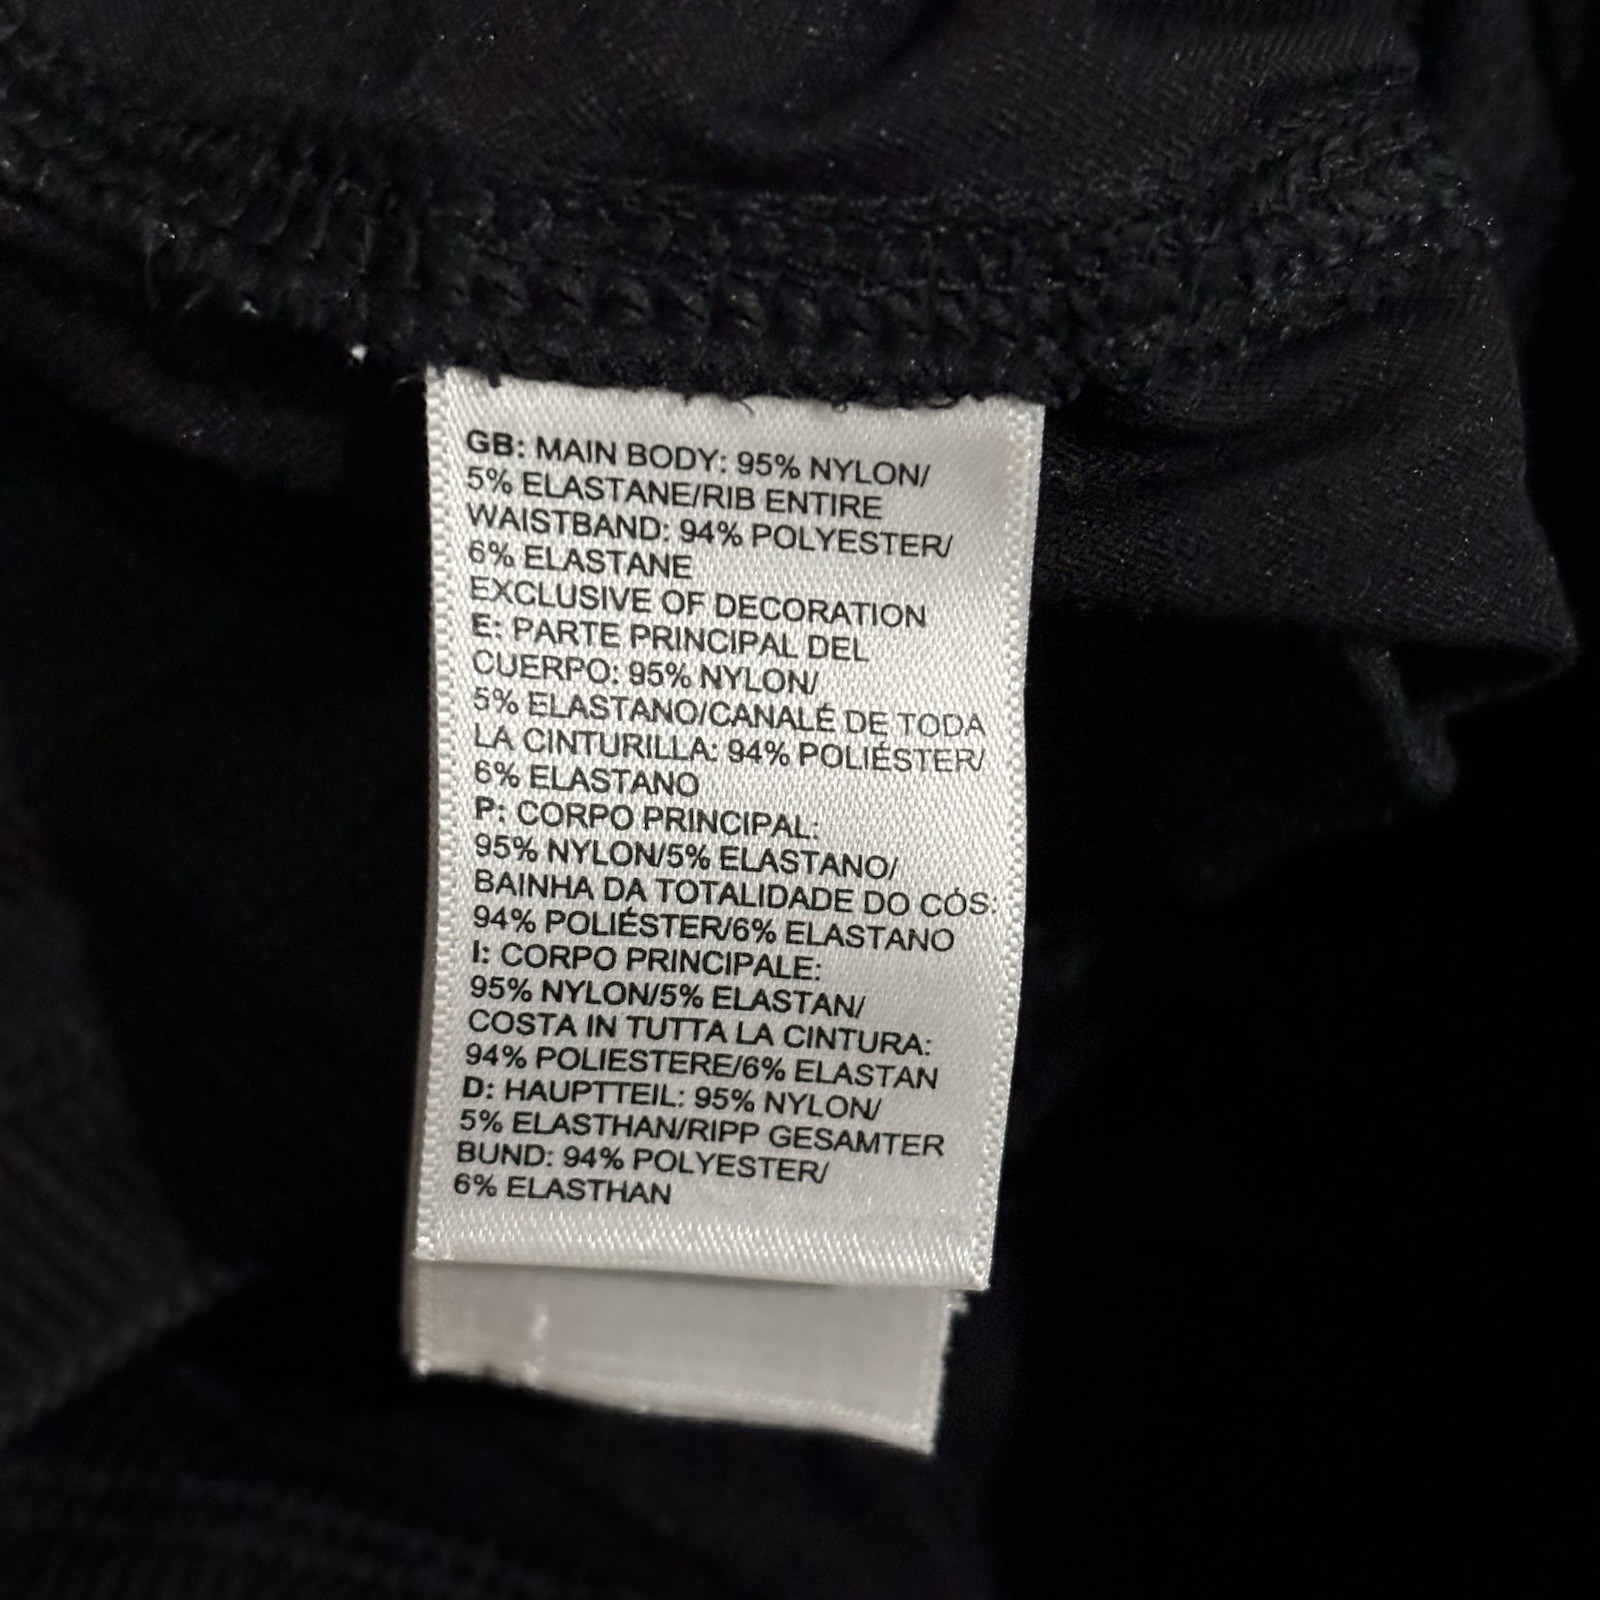 GB: MAIN BODY: 95% NYLON/
5% ELASTANE/RIB ENTIRE
WAISTBAND: 94% POLYESTER/
6% ELASTANE
EXCLUSIVE OF DECORATION
E: PARTE PRINCIPAL DEL
CUERPO: 95% NYLON/
5% ELASTANO/CANALÉ DE TODA
LA CINTURILLA: 94% POLIÉSTER/
6% ELASTANO
P: CORPO PRINCIPAL:
95% NYLON/5% ELASTANO/
BAINHA DA TOTALIDADE DO CÓS:
94% POLIÉSTER/6% ELASTANO
I: CORPO PRINCIPALE:
95% NYLON/5% ELASTAN/
COSTA IN TUTTA LA CINTURA:
94% POLIESTERE/6% ELASTAN
D: HAUPTTEIL: 95% NYLON/
5% ELASTHAN/RIPP GESAMTER
BUND: 94% POLYESTER/
6% ELASTHAN